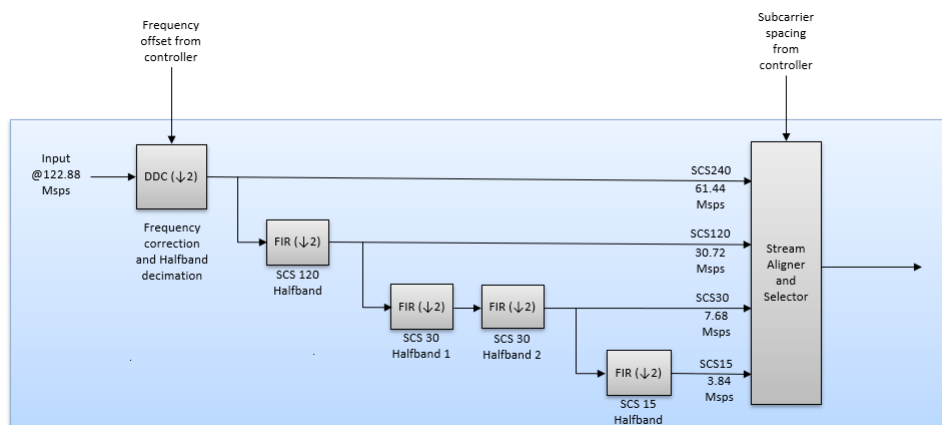 Frequency
offset from
controller
Subcarrier
spacing
from
controller
Input
@122.88
Msps
DDC (↓2)
Frequency
correction
and Halfband
decimation
SCS240
61.44
Msps
FIR (↓2)
SCS 120
Halfband
SCS120
30.72
Msps
FIR (↓2)
SCS 30
Halfband 1
FIR (↓2)
SCS 30
Halfband 2
SCS30
7.68
Msps
FIR (↓2)
SCS 15
Halfband
SCS15
3.84
Msps
Stream
Aligner
and
Selector